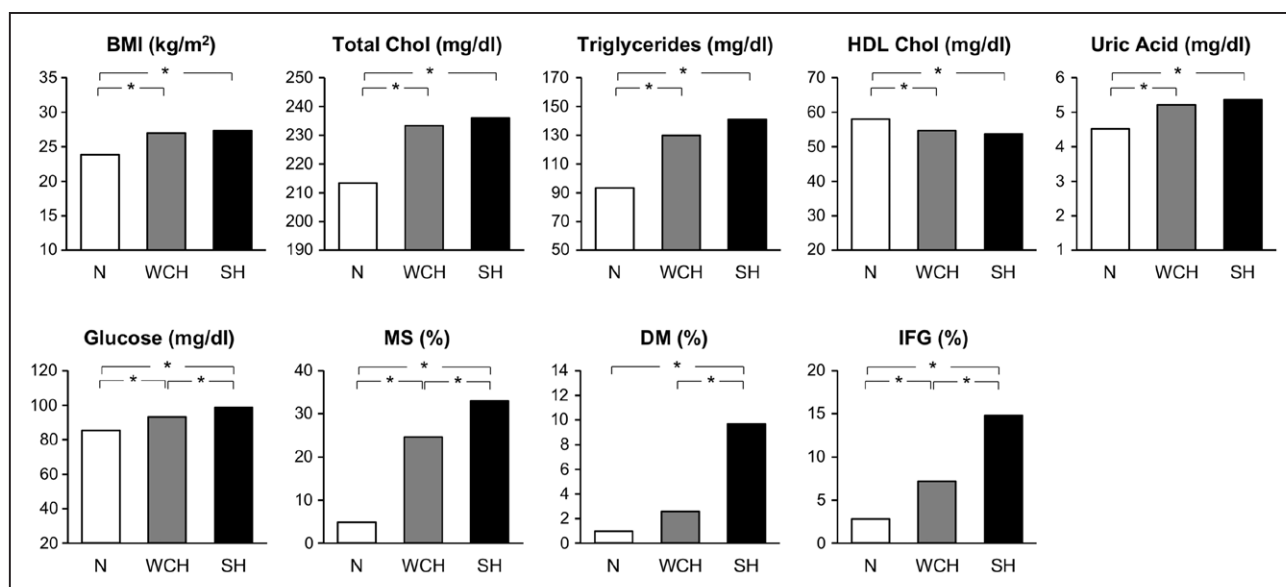 BMI (kg/m²) Total Chol (mg/dl) Triglycerides (mg/dl) HDL Chol (mg/dl) Uric Acid (mg/dl)
* * * * *
35 250 170 70 6
* * * * *
30 240 150 60 5
230 130 50 4
25 220 110
20 210 90 40 3
15 200 70 30 2
10 190 50 20 1
N WCH SH N WCH SH N WCH SH N WCH SH N WCH SH
Glucose (mg/dl) MS (%) DM (%) IFG (%)
* * * *
120 40 14 20
* * * * * * *
100 30 12 15
80 10
20 8 10
60 6
40 10 4 5
2
20 0 0 0
N WCH SH N WCH SH N WCH SH N WCH SH